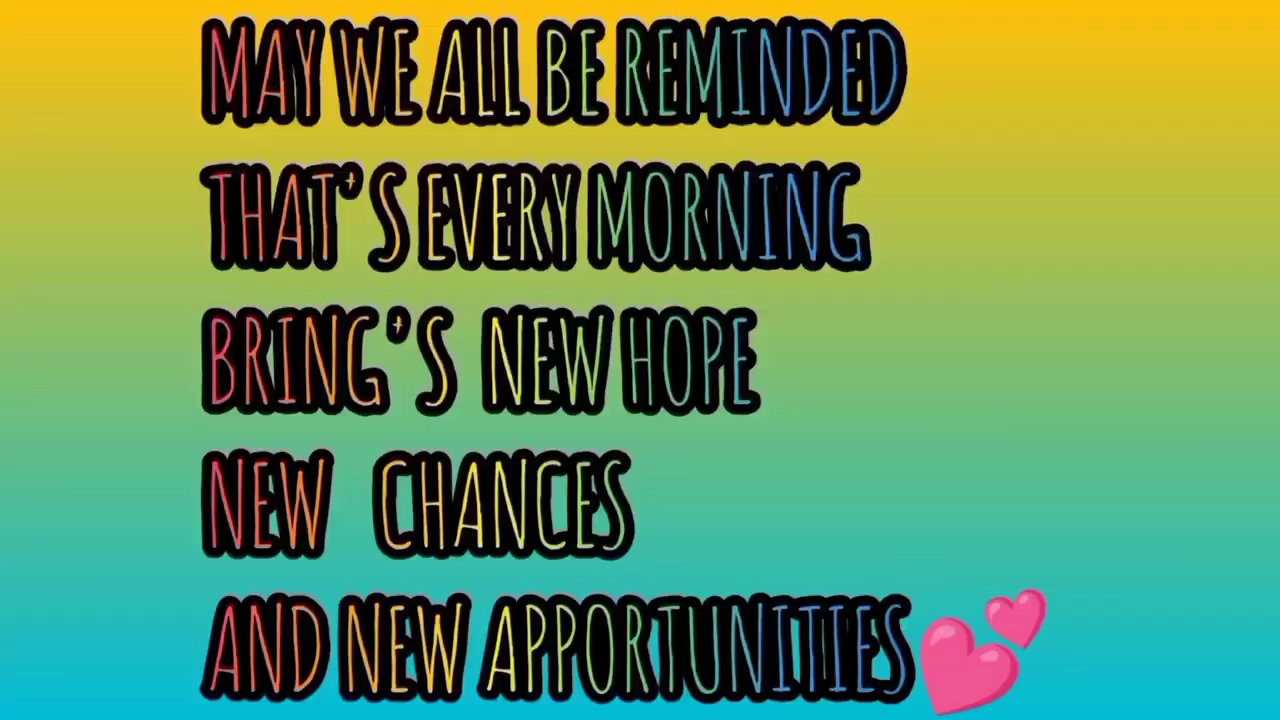 MAY WE ALL BE REMINDED
THAT'S EVERY MORNING
BRING'S NEW HOPE
NEW CHANCES
AND NEW APPORTUNITIES